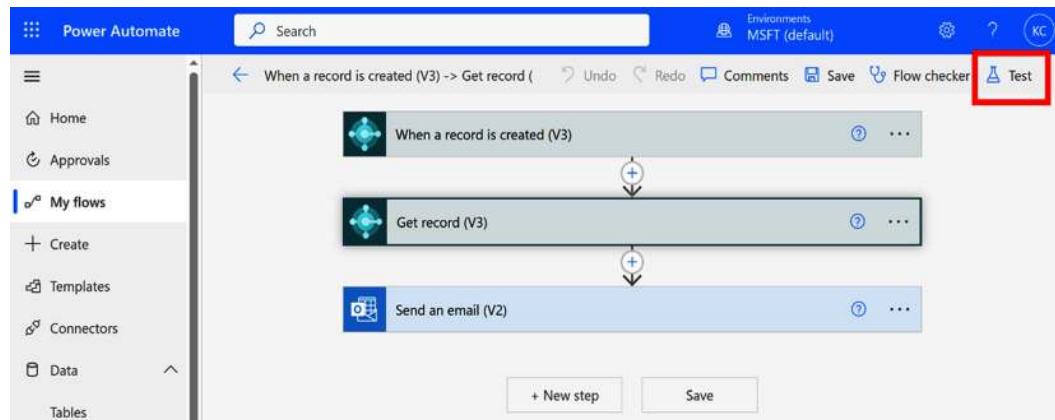 Power Automate
Search
Environments
MSFT (default)
KC
When a record is created (V3) -> Get record (
Undo
Redo
Comments
Save
Flow checker
Test
Home
Approvals
My flows
Create
Templates
Connectors
Data
Tables
When a record is created (V3)
Get record (V3)
Send an email (V2)
+ New step
Save